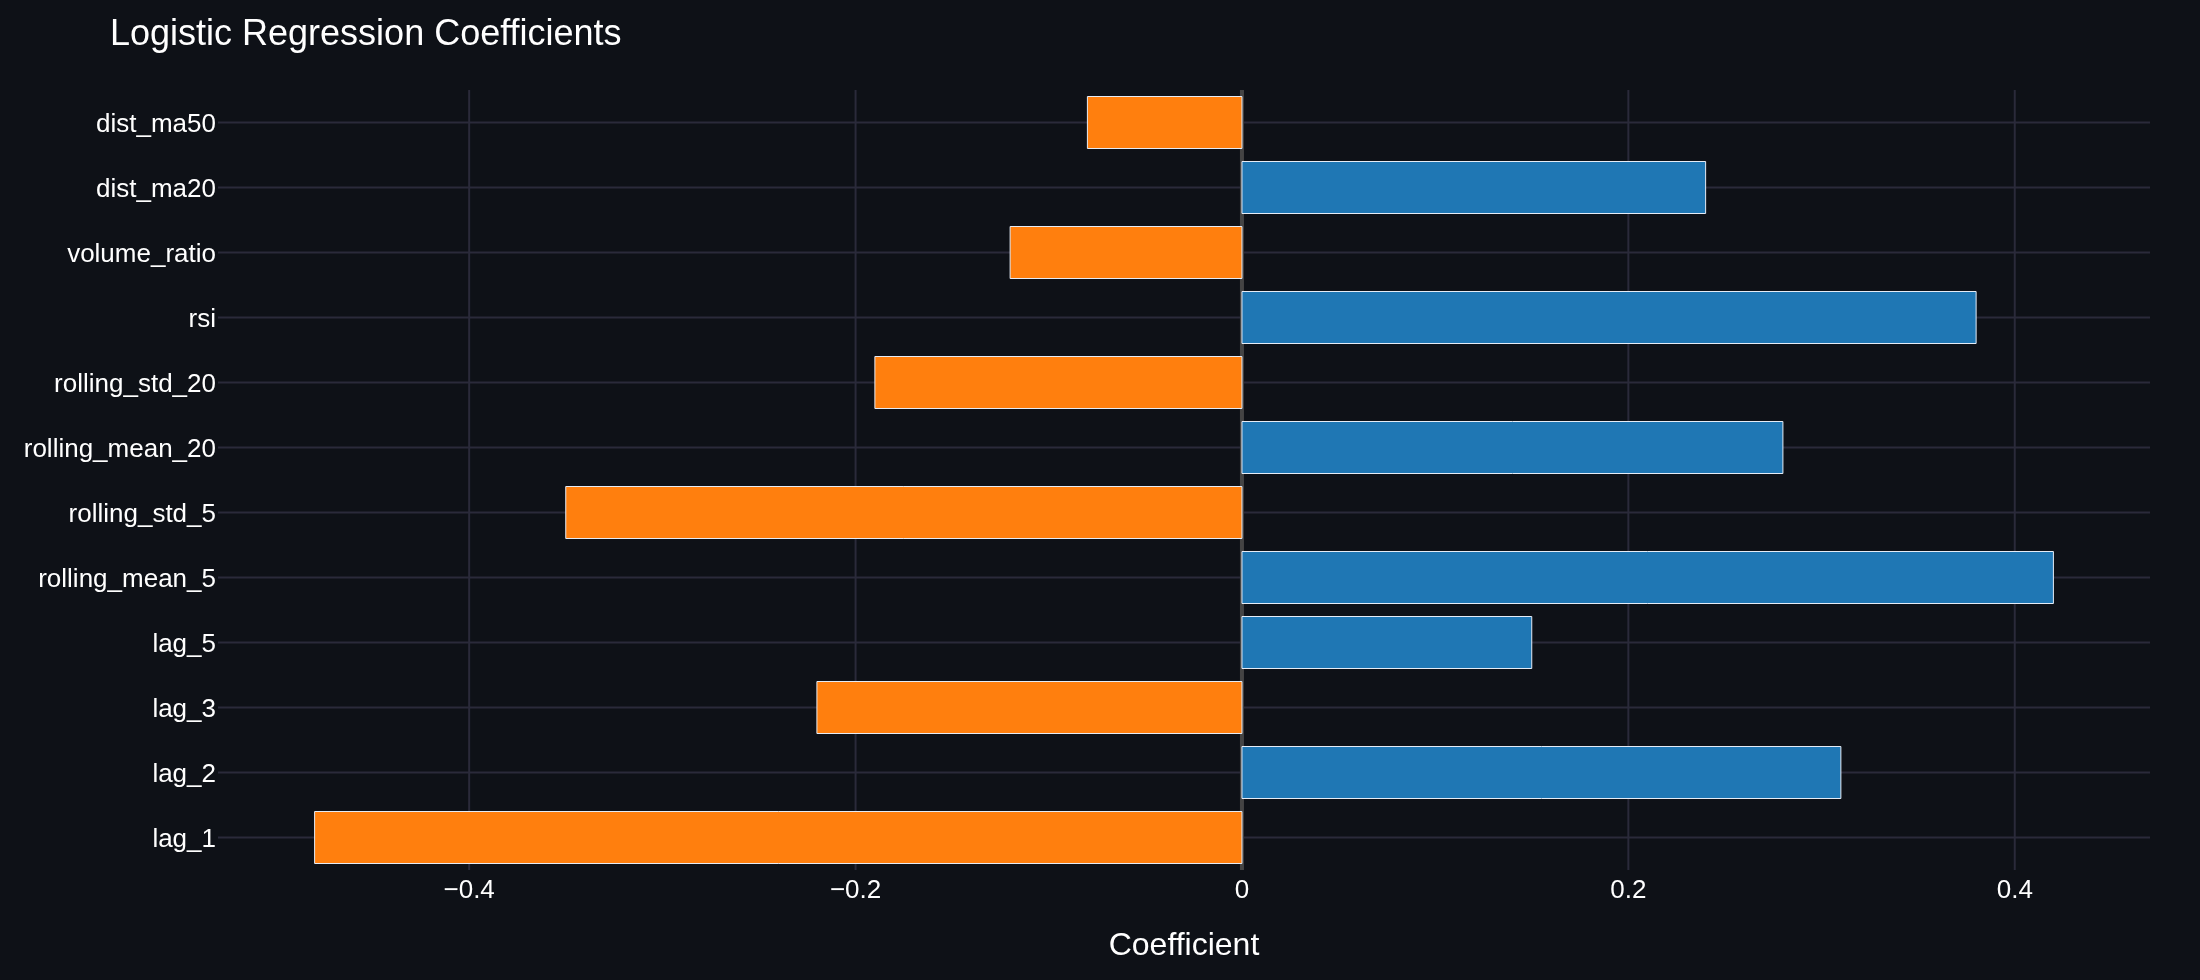 Logistic Regression Coefficients
dist_ma50
dist_ma20
volume_ratio
rsi
rolling_std_20
rolling_mean_20
rolling_std_5
rolling_mean_5
lag_5
lag_3
lag_2
lag_1
−0.4 −0.2 0 0.2 0.4
Coefficient